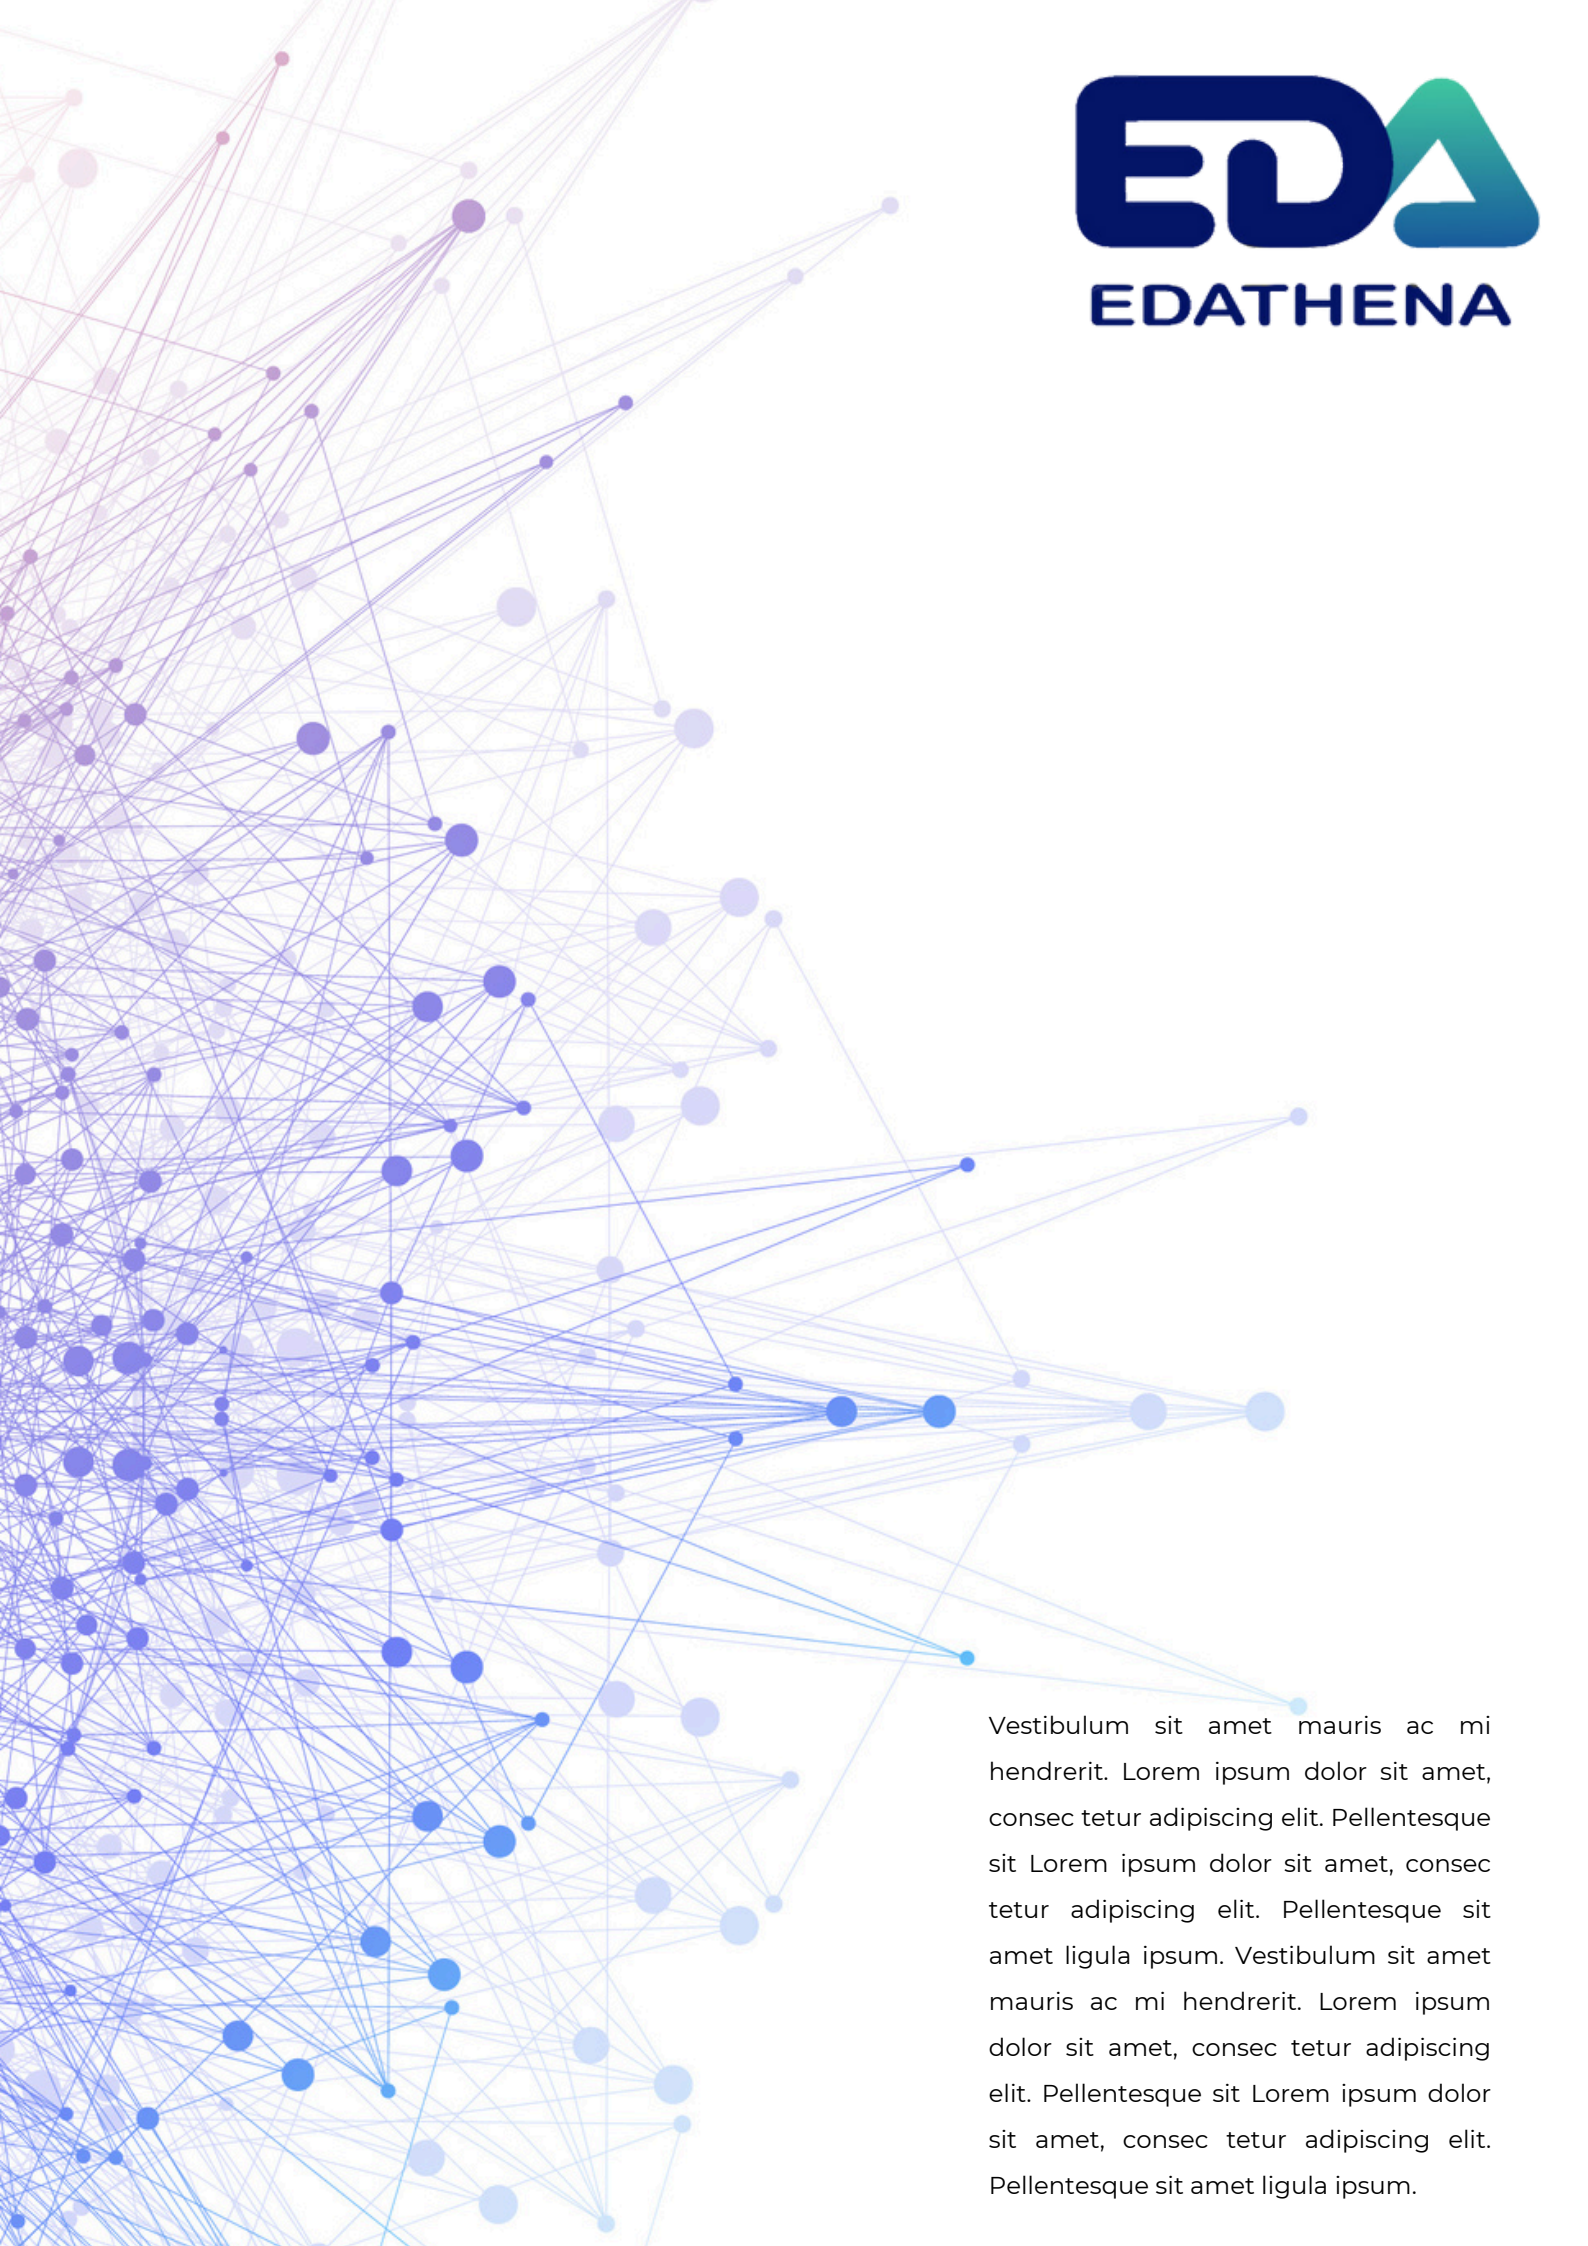 EDA
EDATHENA
Vestibulum sit amet mauris ac mi
hendrerit. Lorem ipsum dolor sit amet,
consec tetur adipiscing elit. Pellentesque
sit Lorem ipsum dolor sit amet, consec
tetur adipiscing elit. Pellentesque sit
amet ligula ipsum. Vestibulum sit amet
mauris ac mi hendrerit. Lorem ipsum
dolor sit amet, consec tetur adipiscing
elit. Pellentesque sit Lorem ipsum dolor
sit amet, consec tetur adipiscing elit.
Pellentesque sit amet ligula ipsum.